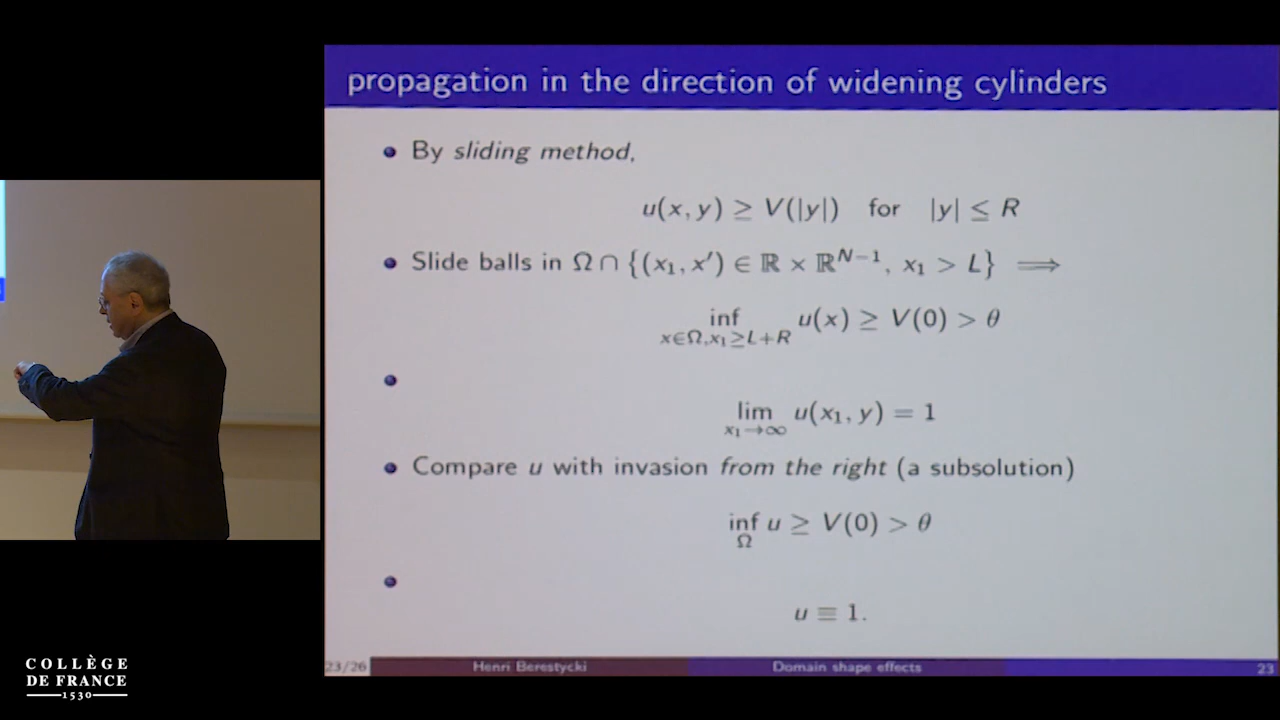 propagation in the direction of widening cylinders
By sliding method,
u(x, y) ≥ V(|y|) for |y| ≤ R
Slide balls in Ω ∩ {(x₁, x′) ∈ ℝ × ℝᴺ⁻¹, x₁ > L} ⟹
inf u(x) ≥ V(0) > θ
x∈Ω,x₁≥L+R
lim u(x₁, y) = 1
x₁→∞
Compare u with invasion from the right (a subsolution)
inf u ≥ V(0) > θ
Ω
u ≡ 1.
23/26 Henri Berestycki Domain shape effects 23
COLLÈGE
DE FRANCE
1530